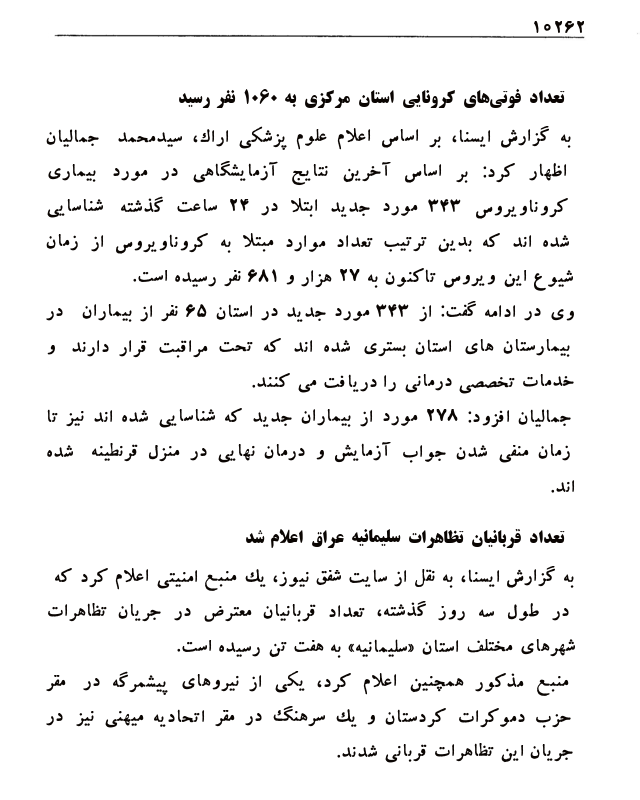 ۱۰۲۶۲
تعداد فوتی‌های کرونایی استان مرکزی به ۱۰۶۰ نفر رسید
به گزارش ایسنا، بر اساس اعلام علوم پزشکی اراك، سیدمحمد جمالیان
اظهار کرد: بر اساس آخرین نتایج آزمایشگاهی در مورد بیماری
کروناویروس ۳۴۳ مورد جدید ابتلا در ۲۴ ساعت گذشته شناسایی
شده اند که بدین ترتیب تعداد موارد مبتلا به کروناویروس از زمان
شیوع این ویروس تاکنون به ۲۷ هزار و ۶۸۱ نفر رسیده است.
وی در ادامه گفت: از ۳۴۳ مورد جدید در استان ۶۵ نفر از بیماران در
بیمارستان های استان بستری شده اند که تحت مراقبت قرار دارند و
خدمات تخصصی درمانی را دریافت می کنند.
جمالیان افزود: ۲۷۸ مورد از بیماران جدید که شناسایی شده اند نیز تا
زمان منفی شدن جواب آزمایش و درمان نهایی در منزل قرنطینه شده
اند.
تعداد قربانیان تظاهرات سلیمانیه عراق اعلام شد
به گزارش ایسنا، به نقل از سایت شفق نیوز، یك منبع امنیتی اعلام کرد که
در طول سه روز گذشته، تعداد قربانیان معترض در جریان تظاهرات
شهرهای مختلف استان «سلیمانیه» به هفت تن رسیده است.
منبع مذکور همچنین اعلام کرد، یکی از نیروهای پیشمرگه در مقر
حزب دموکرات کردستان و یك سرهنگ در مقر اتحادیه میهنی نیز در
جریان این تظاهرات قربانی شدند.